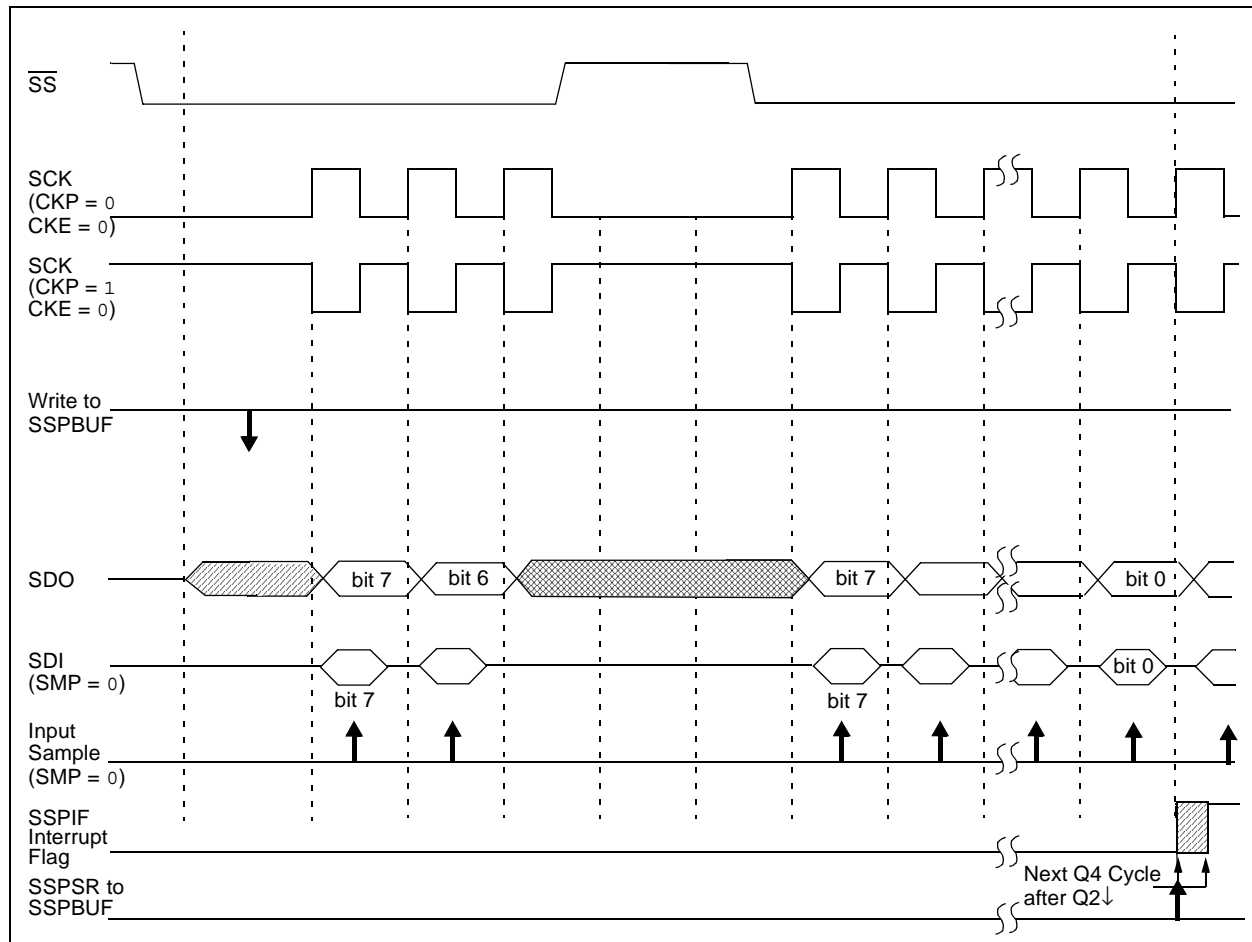 SS
SCK
(CKP = 0
CKE = 0)
SCK
(CKP = 1
CKE = 0)
Write to
SSPBUF
SDO
bit 7
bit 6
bit 7
bit 0
SDI
(SMP = 0)
bit 7
bit 7
bit 0
Input
Sample
(SMP = 0)
SSPIF
Interrupt
Flag
SSPSR to
SSPBUF
Next Q4 Cycle
after Q2↓